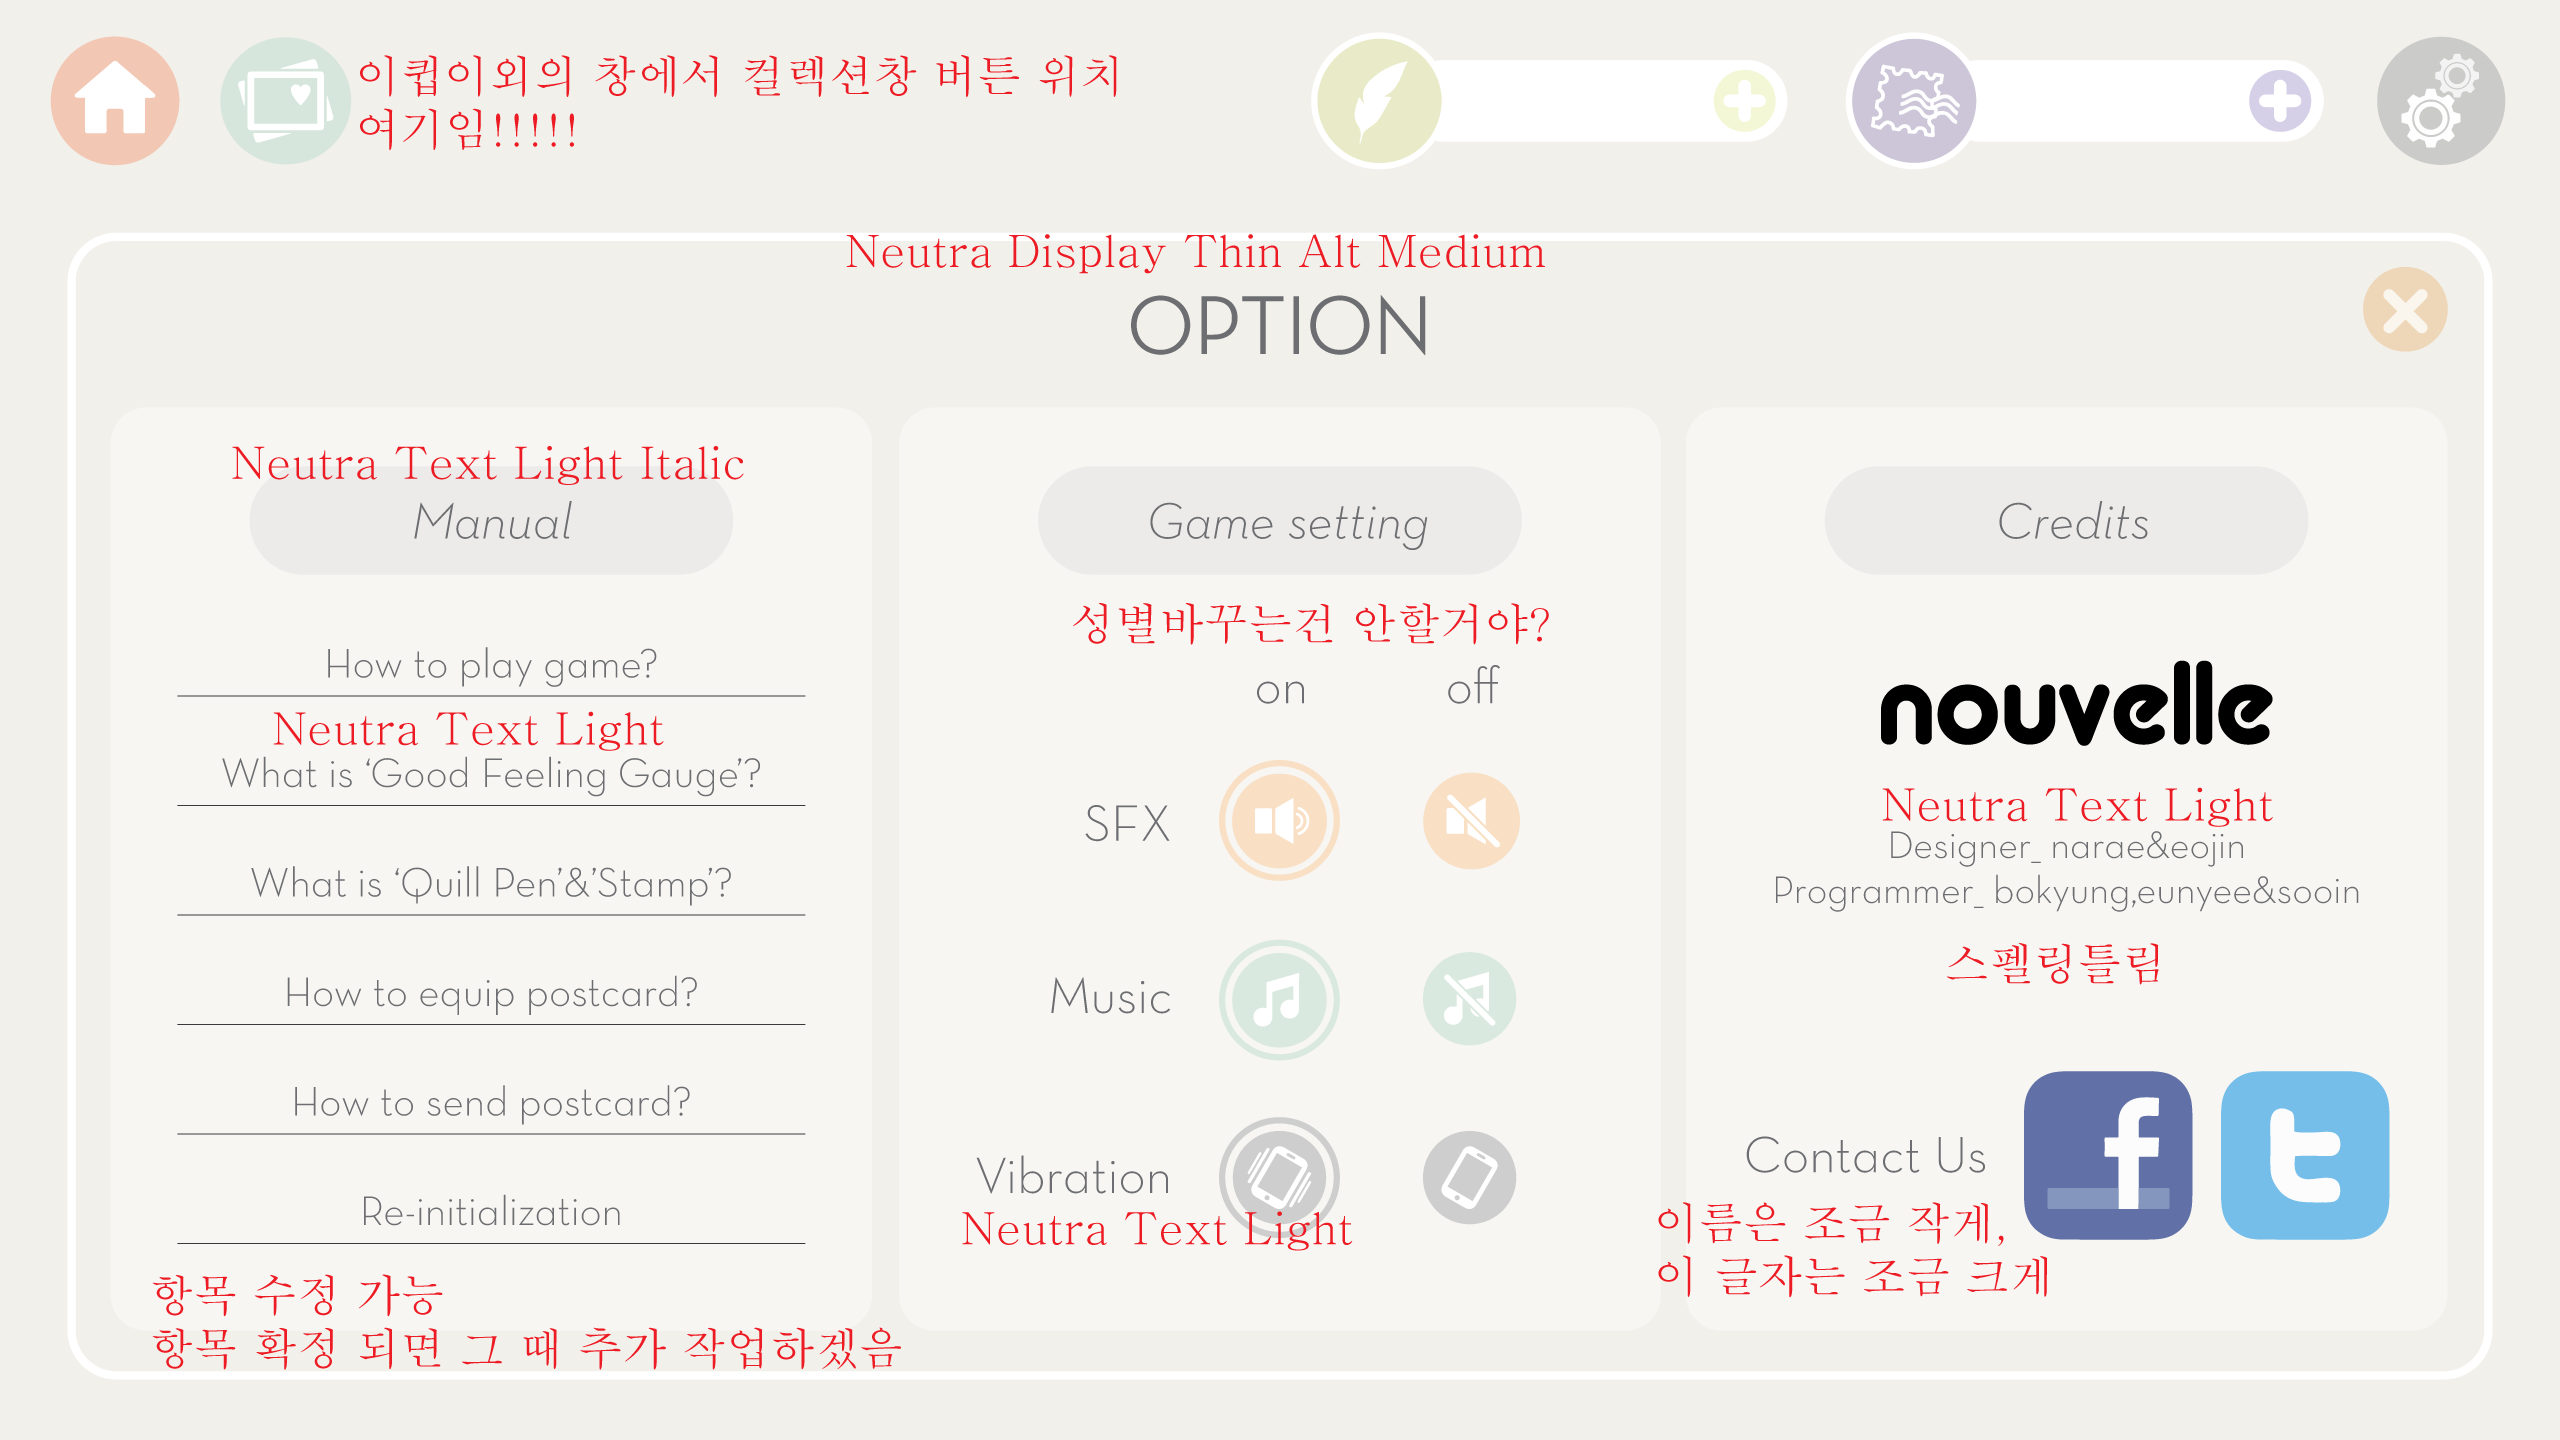 이큅이외의 창에서 컬렉션창 버튼 위치
여기임!!!!!
Neutra Display Thin Alt Medium
OPTION
Neutra Text Light Italic
Manual
How to play game?
Neutra Text Light
What is ‘Good Feeling Gauge’?
What is ‘Quill Pen’&’Stamp’?
How to equip postcard?
How to send postcard?
Re-initialization
항목 수정 가능
항목 확정 되면 그 때 추가 작업하겠음
Game setting
성별바꾸는건 안할거야?
on off
SFX
Music
Vibration
Neutra Text Light
Credits
nouvelle
Neutra Text Light
Designer_ narae&eojin
Programmer_ bokyung,eunyee&sooin
스펠링틀림
Contact Us
f t
이름은 조금 작게,
이 글자는 조금 크게